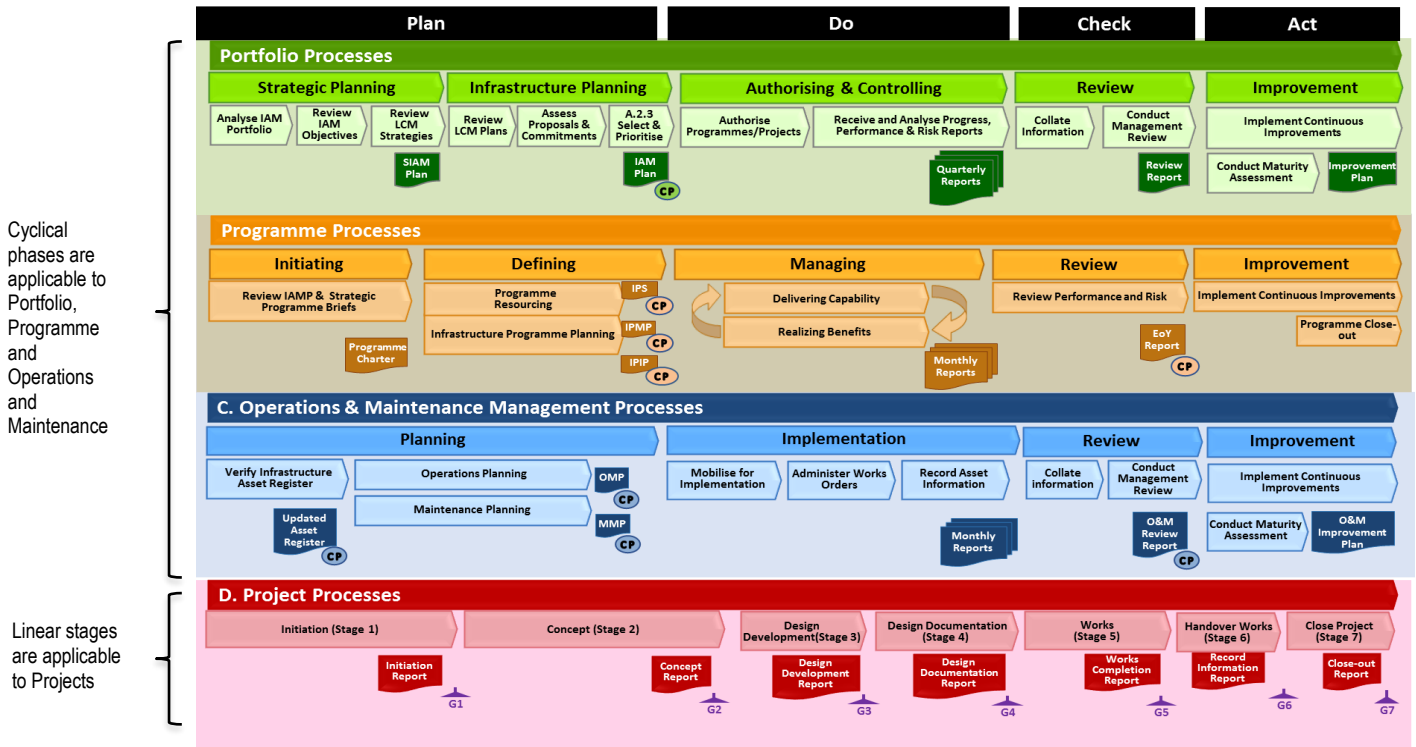 Plan
Do
Check
Act
Portfolio Processes
Strategic Planning
Infrastructure Planning
Authorising & Controlling
Review
Improvement
Analyse IAM
Portfolio
Review
IAM
Objectives
Review
LCM
Strategies
Review
LCM Plans
Assess
Proposals &
Commitments
A.2.3
Select &
Prioritise
Authorise
Programmes/Projects
Receive and Analyse Progress,
Performance & Risk Reports
Collate
Information
Conduct
Management
Review
Implement Continuous
Improvements
SIAM
Plan
IAM
Plan
CP
Quarterly
Reports
Review
Report
Conduct Maturity
Assessment
Improvement
Plan
Cyclical
phases are
applicable to
Portfolio,
Programme
and
Operations
and
Maintenance
Programme Processes
Initiating
Defining
Managing
Review
Improvement
Review IAMP & Strategic
Programme Briefs
Programme
Resourcing
IPS
CP
Infrastructure Programme Planning
IPMP
CP
IPIP
CP
Programme
Charter
Delivering Capability
Realizing Benefits
Monthly
Reports
Review Performance and Risk
EoY
Report
CP
Implement Continuous Improvements
Programme Close-
out
C. Operations & Maintenance Management Processes
Planning
Implementation
Review
Improvement
Verify Infrastructure
Asset Register
Operations Planning
OMP
CP
Maintenance Planning
MMP
CP
Updated
Asset
Register
CP
Mobilise for
Implementation
Administer Works
Orders
Record Asset
Information
Monthly
Reports
Collate
information
Conduct
Management
Review
O&M
Review
Report
CP
Implement Continuous
Improvements
Conduct Maturity
Assessment
O&M
Improvement
Plan
Linear stages
are applicable
to Projects
D. Project Processes
Initiation (Stage 1)
Concept (Stage 2)
Design
Development(Stage 3)
Design Documentation
(Stage 4)
Works
(Stage 5)
Handover Works
(Stage 6)
Close Project
(Stage 7)
Initiation
Report
G1
Concept
Report
G2
Design
Development
Report
G3
Design
Documentation
Report
G4
Works
Completion
Report
G5
Record
Information
Report
G6
Close-out
Report
G7